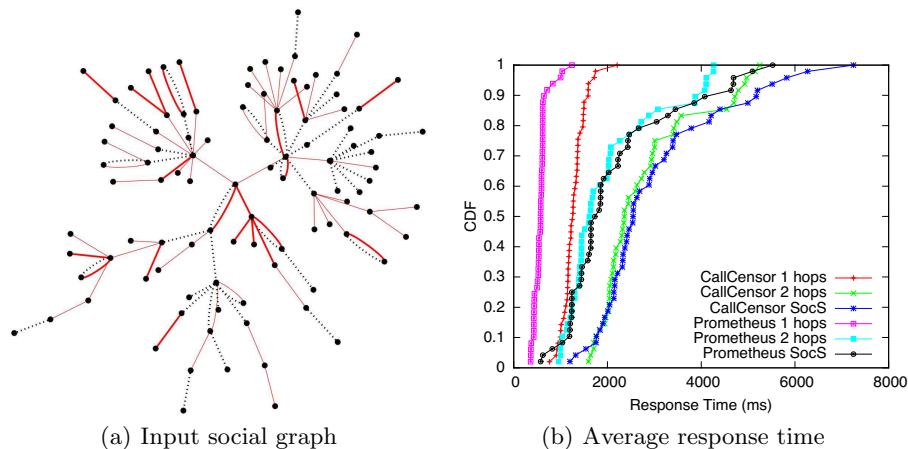 1
0.9
0.8
0.7
0.6
0.5
0.4
0.3
0.2
0.1
0
CDF
CallCensor 1 hops
CallCensor 2 hops
CallCensor SocS
Prometheus 1 hops
Prometheus 2 hops
Prometheus SocS
0 2000 4000 6000 8000
Response Time (ms)
(a) Input social graph
(b) Average response time